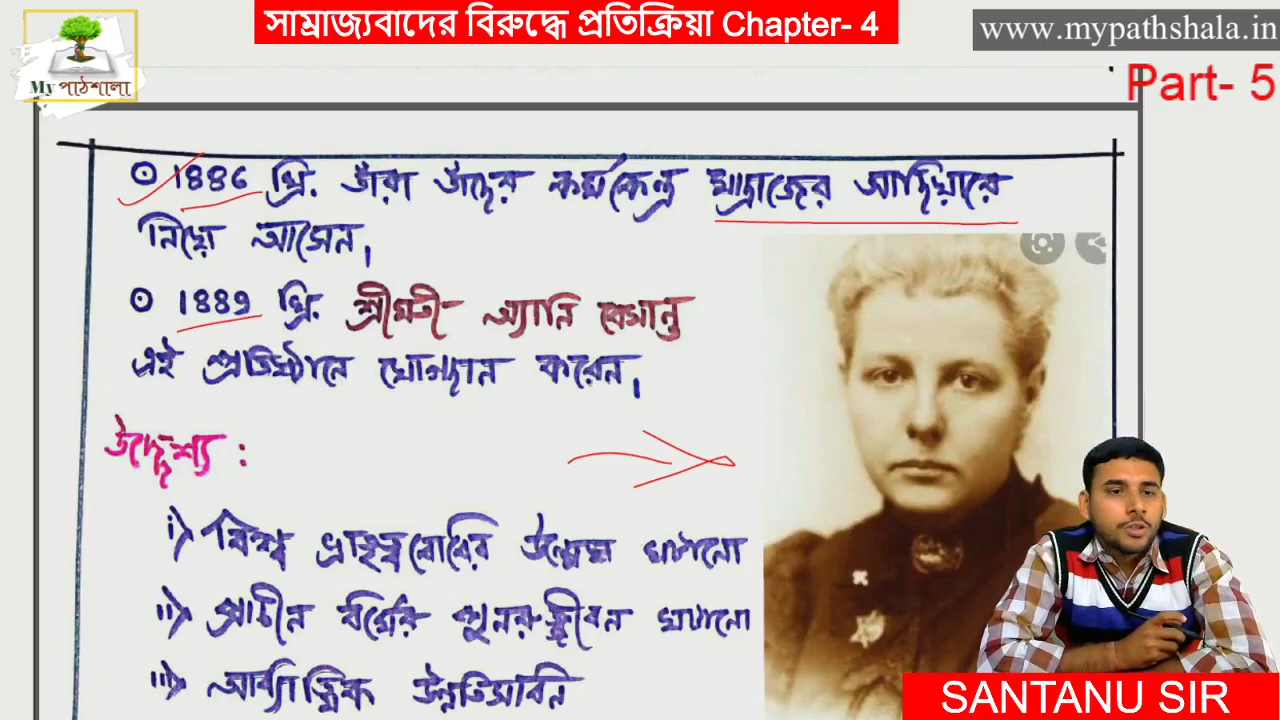 সাম্রাজ্যবাদের বিরুদ্ধে প্রতিক্রিয়া Chapter- 4
www.mypathshala.in
My পাঠশালা
Part- 5
১৮৮৬ খ্রি. তাঁরা তাঁদের কর্মকেন্দ্র মাদ্রাজের আদিয়ারে
নিয়ে আসেন।
১৮৮৯ খ্রি. শ্রীমতী অ্যানি বেসান্ত
এই প্রতিষ্ঠানে যোগদান করেন।
উদ্দেশ্য :
i> বিশ্ব ভ্রাতৃত্ববোধের উন্মেষ ঘটানো
ii> প্রাচীন ধর্মের পুনরুজ্জীবন ঘটানো
iii> আধ্যাত্মিক উন্নতিসাধন
SANTANU SIR